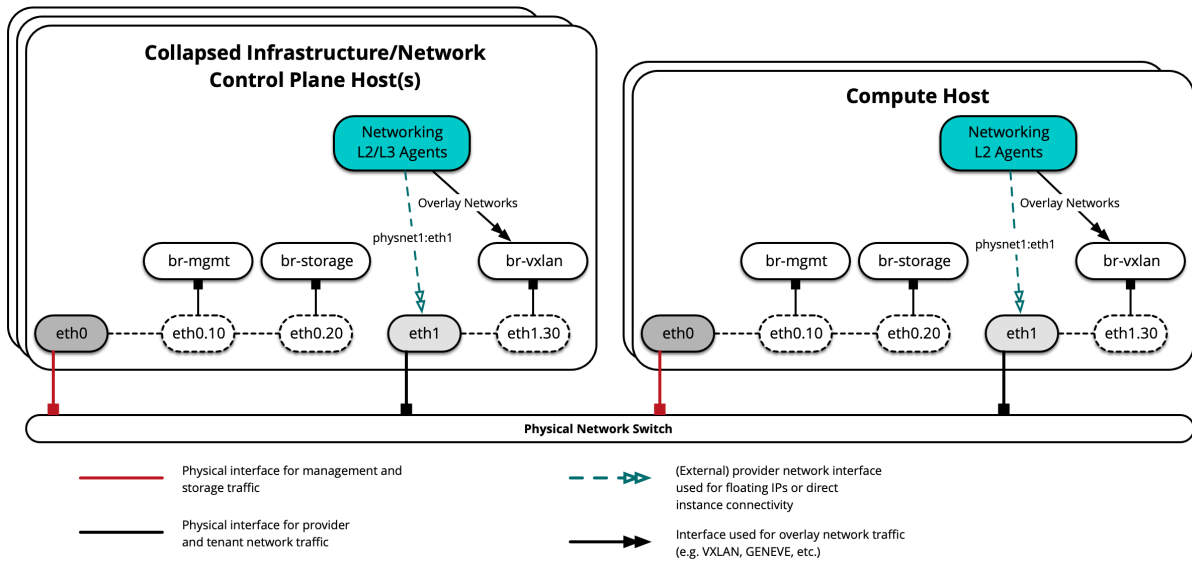 Collapsed Infrastructure/Network
Control Plane Host(s)
Networking
L2/L3 Agents
Overlay Networks
physnet1:eth1
br-mgmt
br-storage
br-vxlan
eth0
eth0.10
eth0.20
eth1
eth1.30
Compute Host
Networking
L2 Agents
Overlay Networks
physnet1:eth1
br-mgmt
br-storage
br-vxlan
eth0
eth0.10
eth0.20
eth1
eth1.30
Physical Network Switch
Physical interface for management and
storage traffic
Physical interface for provider
and tenant network traffic
(External) provider network interface
used for floating IPs or direct
instance connectivity
Interface used for overlay network traffic
(e.g. VXLAN, GENEVE, etc.)